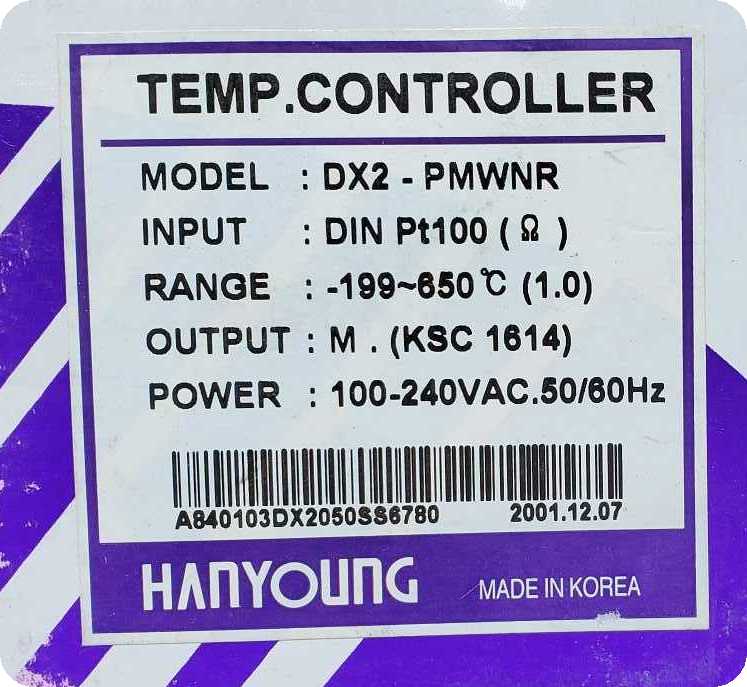 TEMP.CONTROLLER
MODEL : DX2 - PMWNR
INPUT : DIN Pt100 ( Ω )
RANGE : -199~650℃ (1.0)
OUTPUT : M . (KSC 1614)
POWER : 100-240VAC.50/60Hz
A840103DX2050SS6780 2001.12.07
HANYOUNG MADE IN KOREA